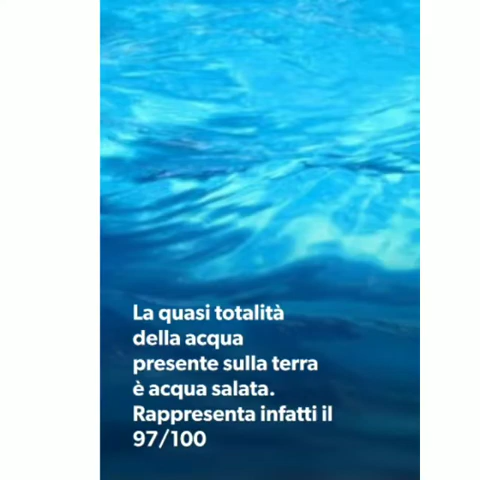 La quasi totalità
della acqua
presente sulla terra
è acqua salata.
Rappresenta infatti il
97/100